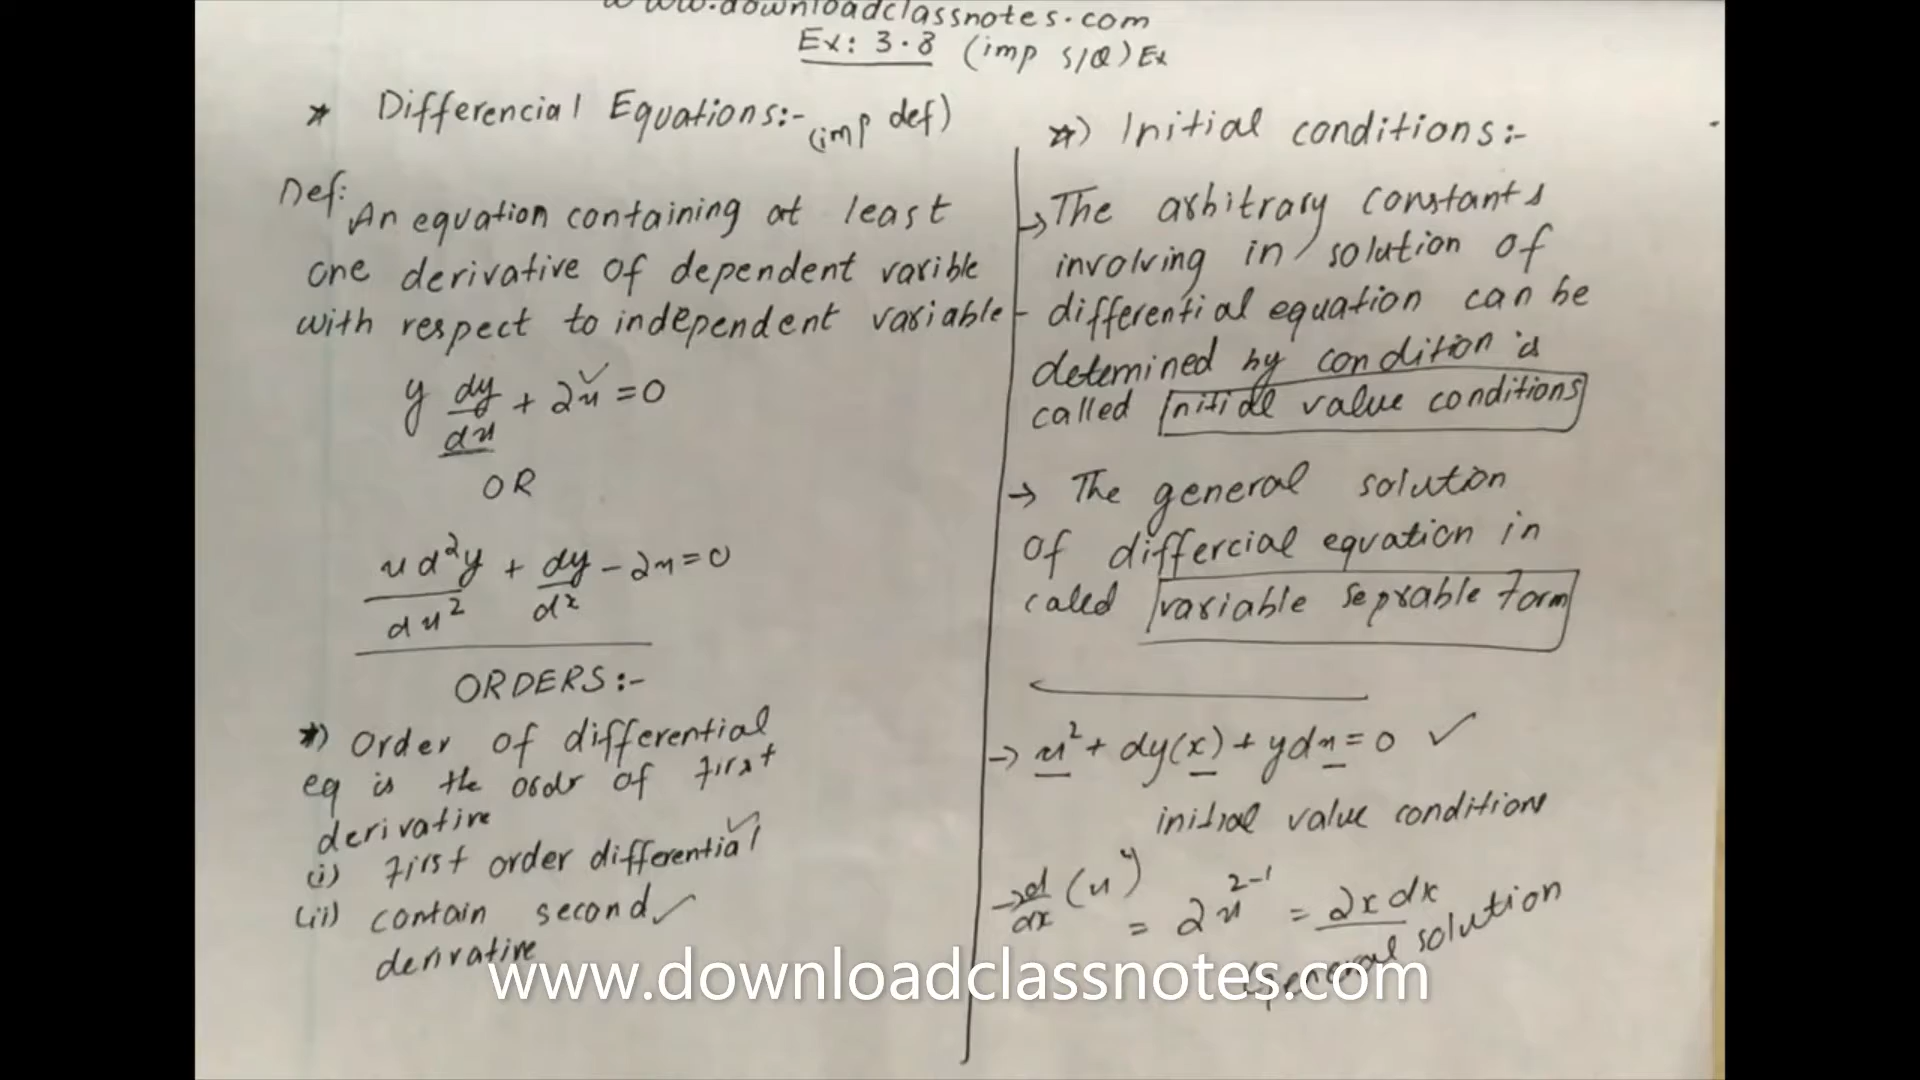 www.downloadclassnotes.com
Ex: 3.8 (imp S/Q) Ex
* Differencial Equations:- (imp def)
Def: An equation containing at least
one derivative of dependent varible
with respect to independent variable
y dy/dx + 2x = 0
OR
x d²y/dx² + dy/dx - 2x = 0
ORDERS:-
*) Order of differential
eq is the order of first
derivative
(i) First order differential
(ii) contain second
derivative
*) Initial conditions:-
→ The arbitrary constants
involving in solution of
differential equation can be
detemined by condition is
called Initial value conditions
→ The general solution
of differcial equation in
called variable seprable Form
→ x² + dy(x) + ydx = 0 ✓
initial value condition
→ d/dx (x^y)
= 2x^2-1 = 2x dx
General solution
www.downloadclassnotes.com